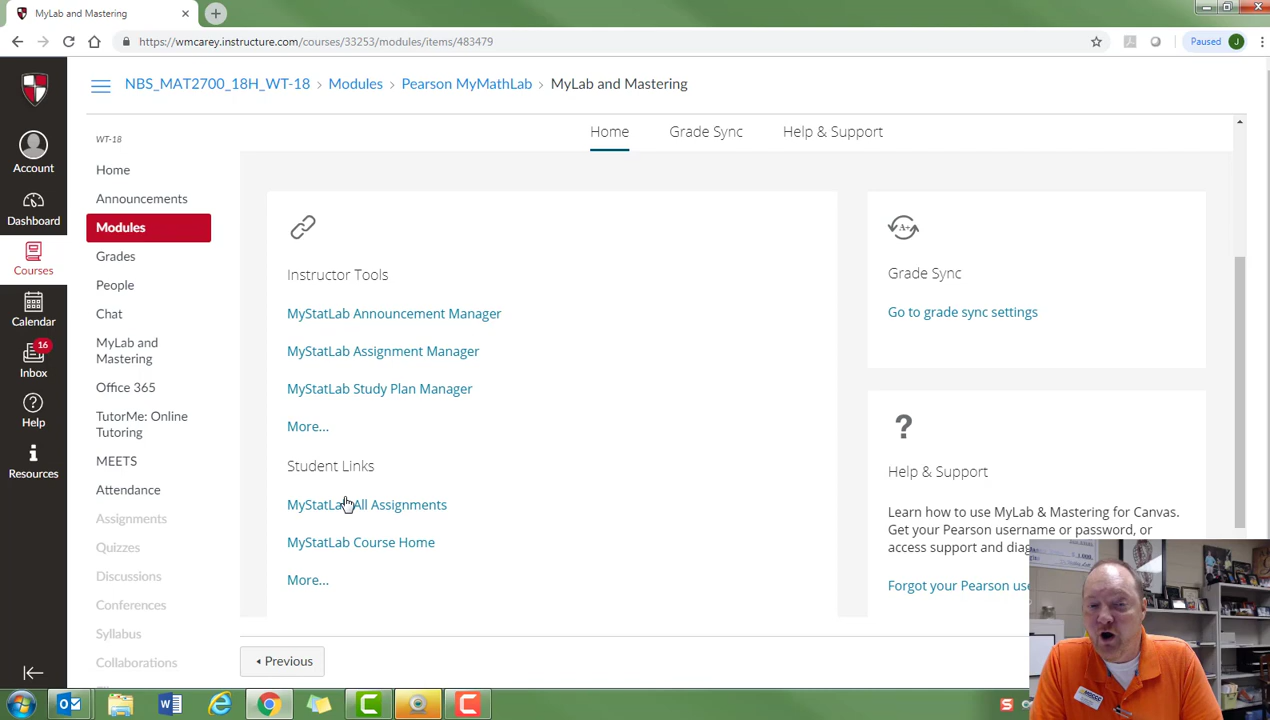 MyLab and Mastering
https://wmcarey.instructure.com/courses/33253/modules/items/483479
Paused
J
NBS_MAT2700_18H_WT-18 > Modules > Pearson MyMathLab > MyLab and Mastering
Account
Dashboard
Courses
Calendar
16
Inbox
Help
Resources
WT-18
Home
Announcements
Modules
Grades
People
Chat
MyLab and
Mastering
Office 365
TutorMe: Online
Tutoring
MEETS
Attendance
Assignments
Quizzes
Discussions
Conferences
Syllabus
Collaborations
Home Grade Sync Help & Support
Instructor Tools
MyStatLab Announcement Manager
MyStatLab Assignment Manager
MyStatLab Study Plan Manager
More...
Student Links
MyStatLa All Assignments
MyStatLab Course Home
More...
A+
Grade Sync
Go to grade sync settings
?
Help & Support
Learn how to use MyLab & Mastering for Canvas.
Get your Pearson username or password, or
access support and diag
Forgot your Pearson use
Previous